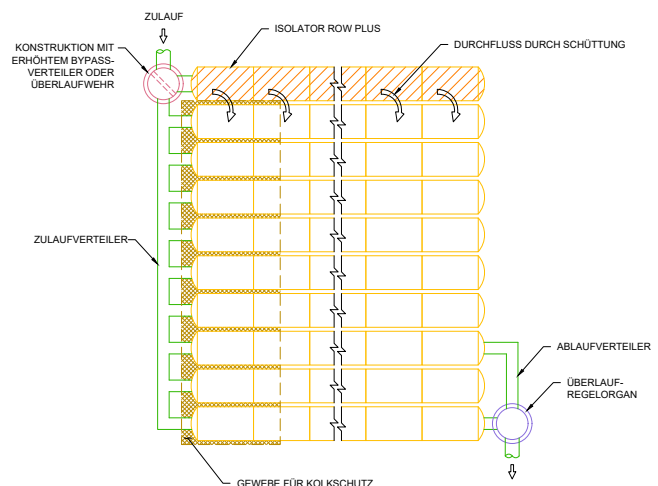 ZULAUF
ISOLATOR ROW PLUS
KONSTRUKTION MIT
ERHÖHTEM BYPASS-
VERTEILER ODER
ÜBERLAUFWEHR
DURCHFLUSS DURCH SCHÜTTUNG
ZULAUFVERTEILER
ABLAUFVERTEILER
ÜBERLAUF-
REGELORGAN
GEWEBE FÜR KOLKSCHUTZ